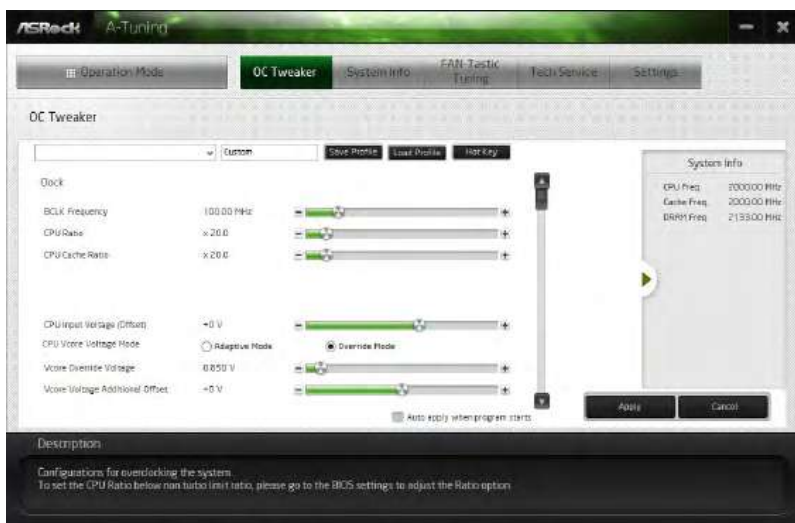 ASRock A-Tuning
Operation Mode
OC Tweaker
System Info
FAN-Tastic Tuning
Tech Service
Settings
OC Tweaker
Custom
Save Profile
Load Profile
Hot Key
Clock
BCLK Frequency 100.00 MHz
CPU Ratio x 20.0
CPU Cache Ratio x 20.0
CPU Input Voltage (Offset) +0 V
CPU Vcore Voltage Mode Adaptive Mode Override Mode
Vcore Override Voltage 0.850 V
Vcore Voltage Additional Offset +0 V
Auto apply when program starts
System Info
CPU Freq 2000.00 MHz
Cache Freq 2000.00 MHz
DRAM Freq 2133.00 MHz
Apply
Cancel
Description
Configurations for overclocking the system.
To set the CPU Ratio below non turbo limit ratio, please go to the BIOS settings to adjust the Ratio option